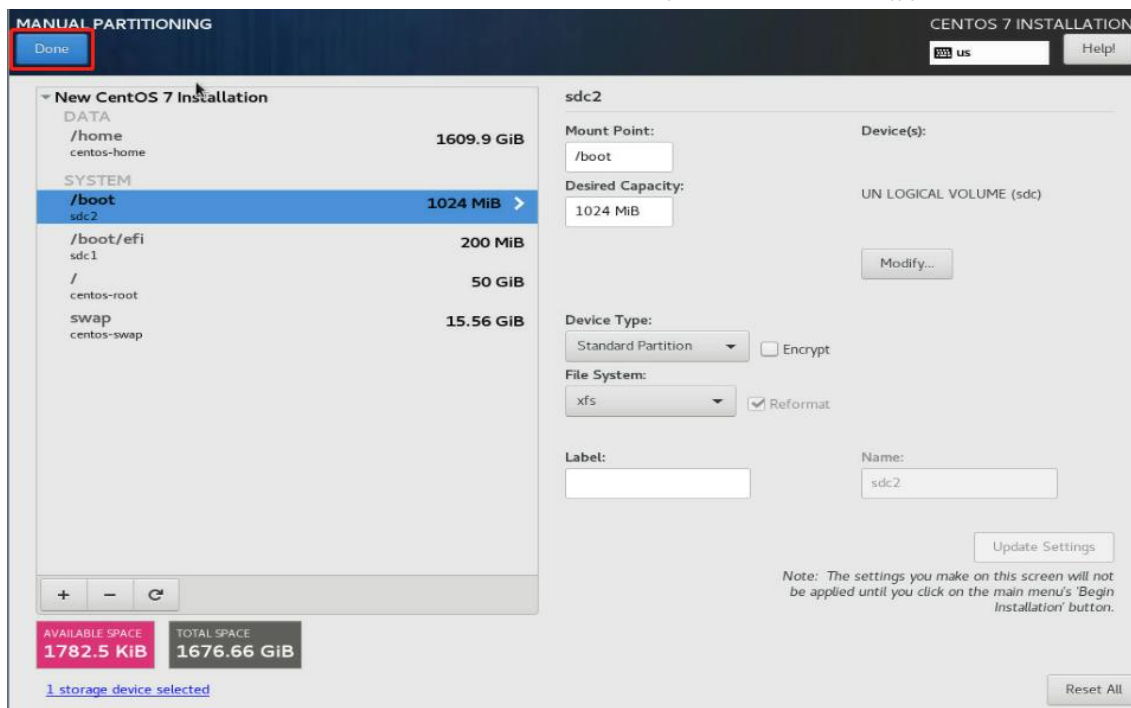 MANUAL PARTITIONING
CENTOS 7 INSTALLATION
Done
us
Help!
New CentOS 7 Installation
DATA
/home
centos-home
1609.9 GiB
SYSTEM
/boot
sdc2
1024 MiB
/boot/efi
sdc1
200 MiB
/
centos-root
50 GiB
swap
centos-swap
15.56 GiB
+ −
AVAILABLE SPACE
1782.5 KiB
TOTAL SPACE
1676.66 GiB
1 storage device selected
sdc2
Mount Point:
/boot
Desired Capacity:
1024 MiB
Device(s):
UN LOGICAL VOLUME (sdc)
Modify...
Device Type:
Standard Partition
Encrypt
File System:
xfs
Reformat
Label:
Name:
sdc2
Update Settings
Note: The settings you make on this screen will not
be applied until you click on the main menu's 'Begin
Installation' button.
Reset All